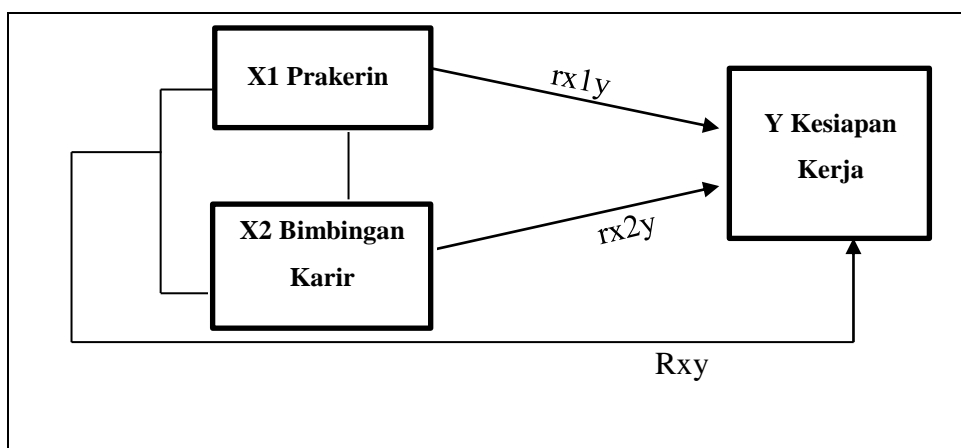 X1 Prakerin
rx1y
Y Kesiapan
Kerja
X2 Bimbingan
Karir
rx2y
Rxy